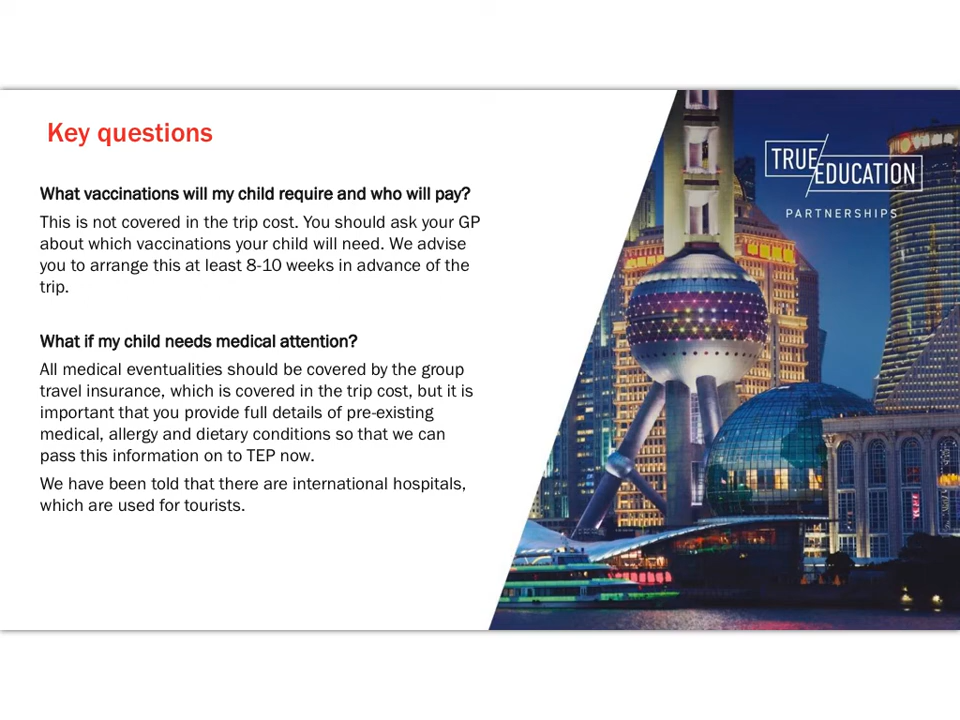 Key questions
What vaccinations will my child require and who will pay?
This is not covered in the trip cost. You should ask your GP
about which vaccinations your child will need. We advise
you to arrange this at least 8-10 weeks in advance of the
trip.
What if my child needs medical attention?
All medical eventualities should be covered by the group
travel insurance, which is covered in the trip cost, but it is
important that you provide full details of pre-existing
medical, allergy and dietary conditions so that we can
pass this information on to TEP now.
We have been told that there are international hospitals,
which are used for tourists.
TRUE
EDUCATION
PARTNERSHIPS